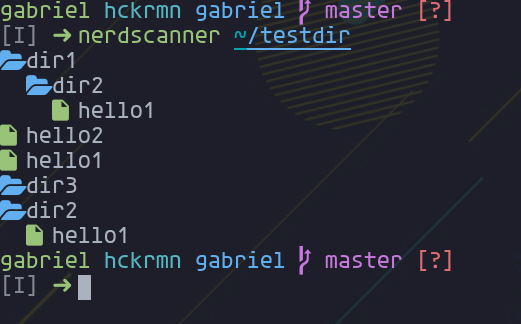 gabriel hckrmn gabriel master [?]
[I] ➜ nerdscanner ~/testdir
dir1
dir2
hello1
hello2
hello1
dir3
dir2
hello1
gabriel hckrmn gabriel master [?]
[I] ➜